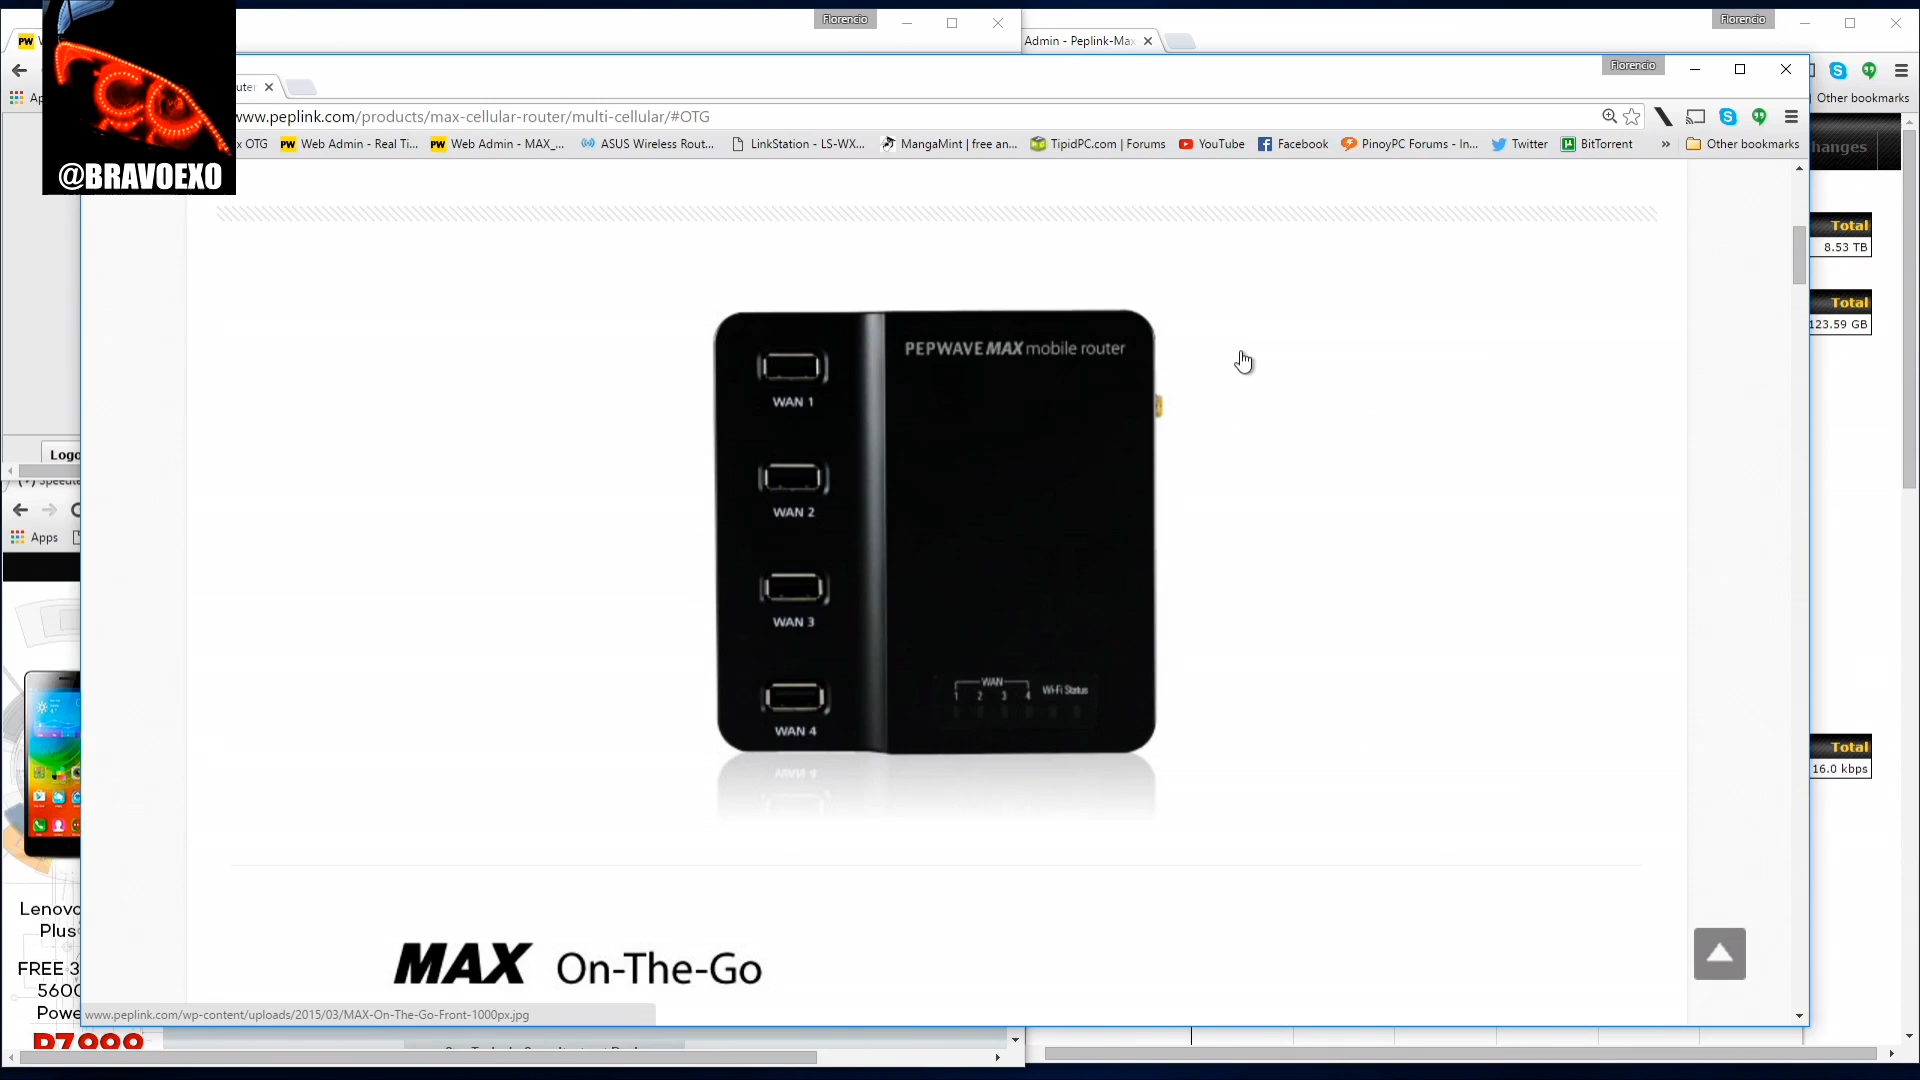 Florencio
Florencio
PW
Admin - Peplink-Max
Florencio
uter
www.peplink.com/products/max-cellular-router/multi-cellular/#OTG
Other bookmarks
x OTG
PW Web Admin - Real Ti...
PW Web Admin - MAX_...
ASUS Wireless Rout...
LinkStation - LS-WX...
MangaMint | free an...
TipidPC.com | Forums
YouTube
Facebook
PinoyPC Forums - In...
Twitter
BitTorrent
»
Other bookmarks
@BRAVOEXO
hanges
Total
8.53 TB
Total
123.59 GB
PEPWAVE MAX mobile router
WAN 1
WAN 2
WAN 3
WAN 4
WAN
1 2 3 4 Wi-Fi Status
Logo
Apps
Total
16.0 kbps
Lenovo
Plus
FREE 3
5600
Powe
MAX On-The-Go
www.peplink.com/wp-content/uploads/2015/03/MAX-On-The-Go-Front-1000px.jpg